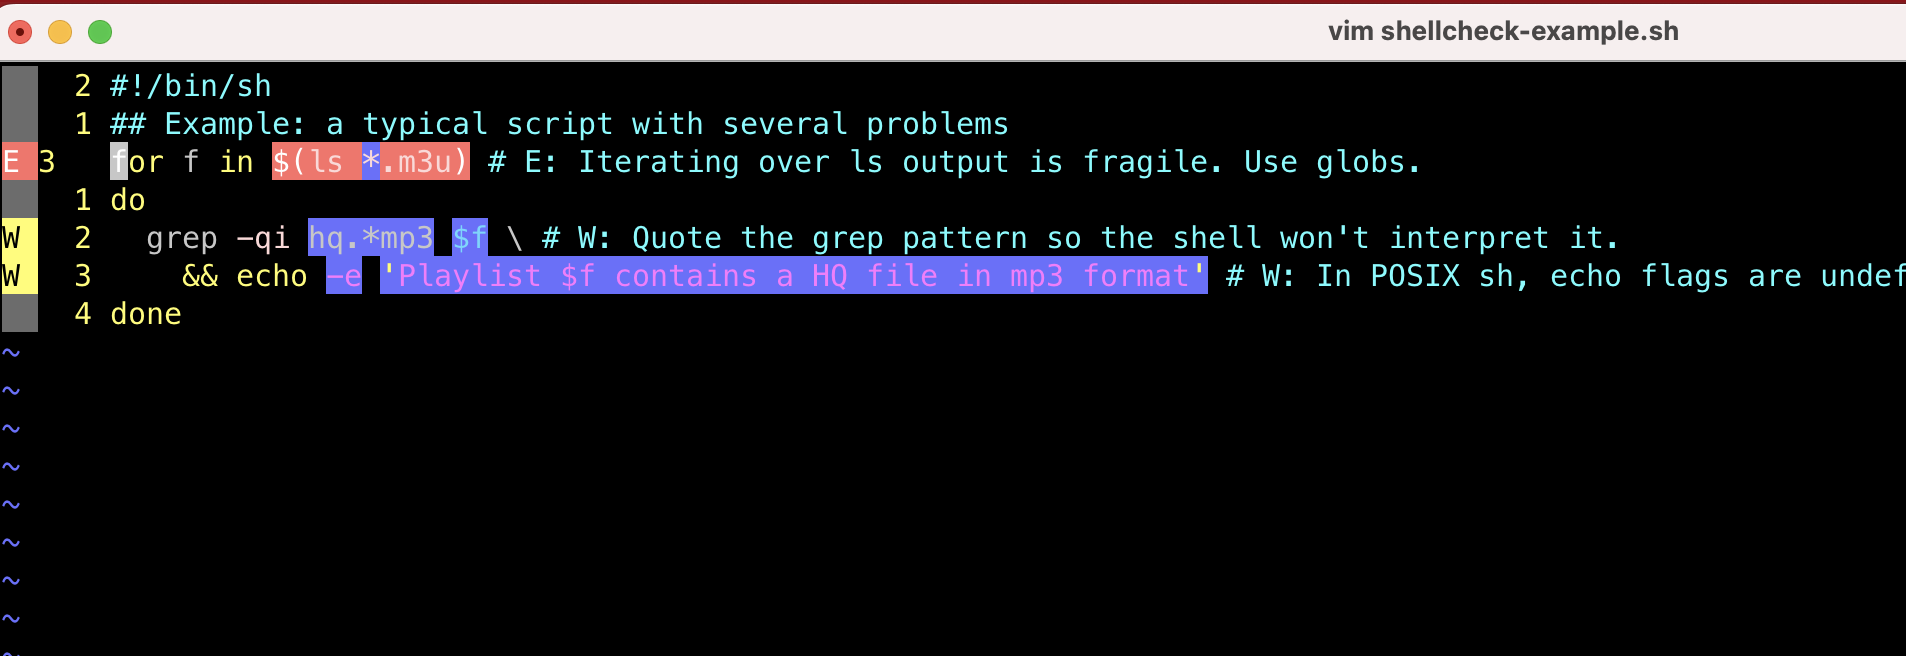 vim shellcheck-example.sh
2 #!/bin/sh
1 ## Example: a typical script with several problems
E 3 for f in $(ls *.m3u) # E: Iterating over ls output is fragile. Use globs.
1 do
W 2 grep -qi hq.*mp3 $f \ # W: Quote the grep pattern so the shell won't interpret it.
W 3 && echo -e 'Playlist $f contains a HQ file in mp3 format' # W: In POSIX sh, echo flags are undef
4 done
~
~
~
~
~
~
~
~
~